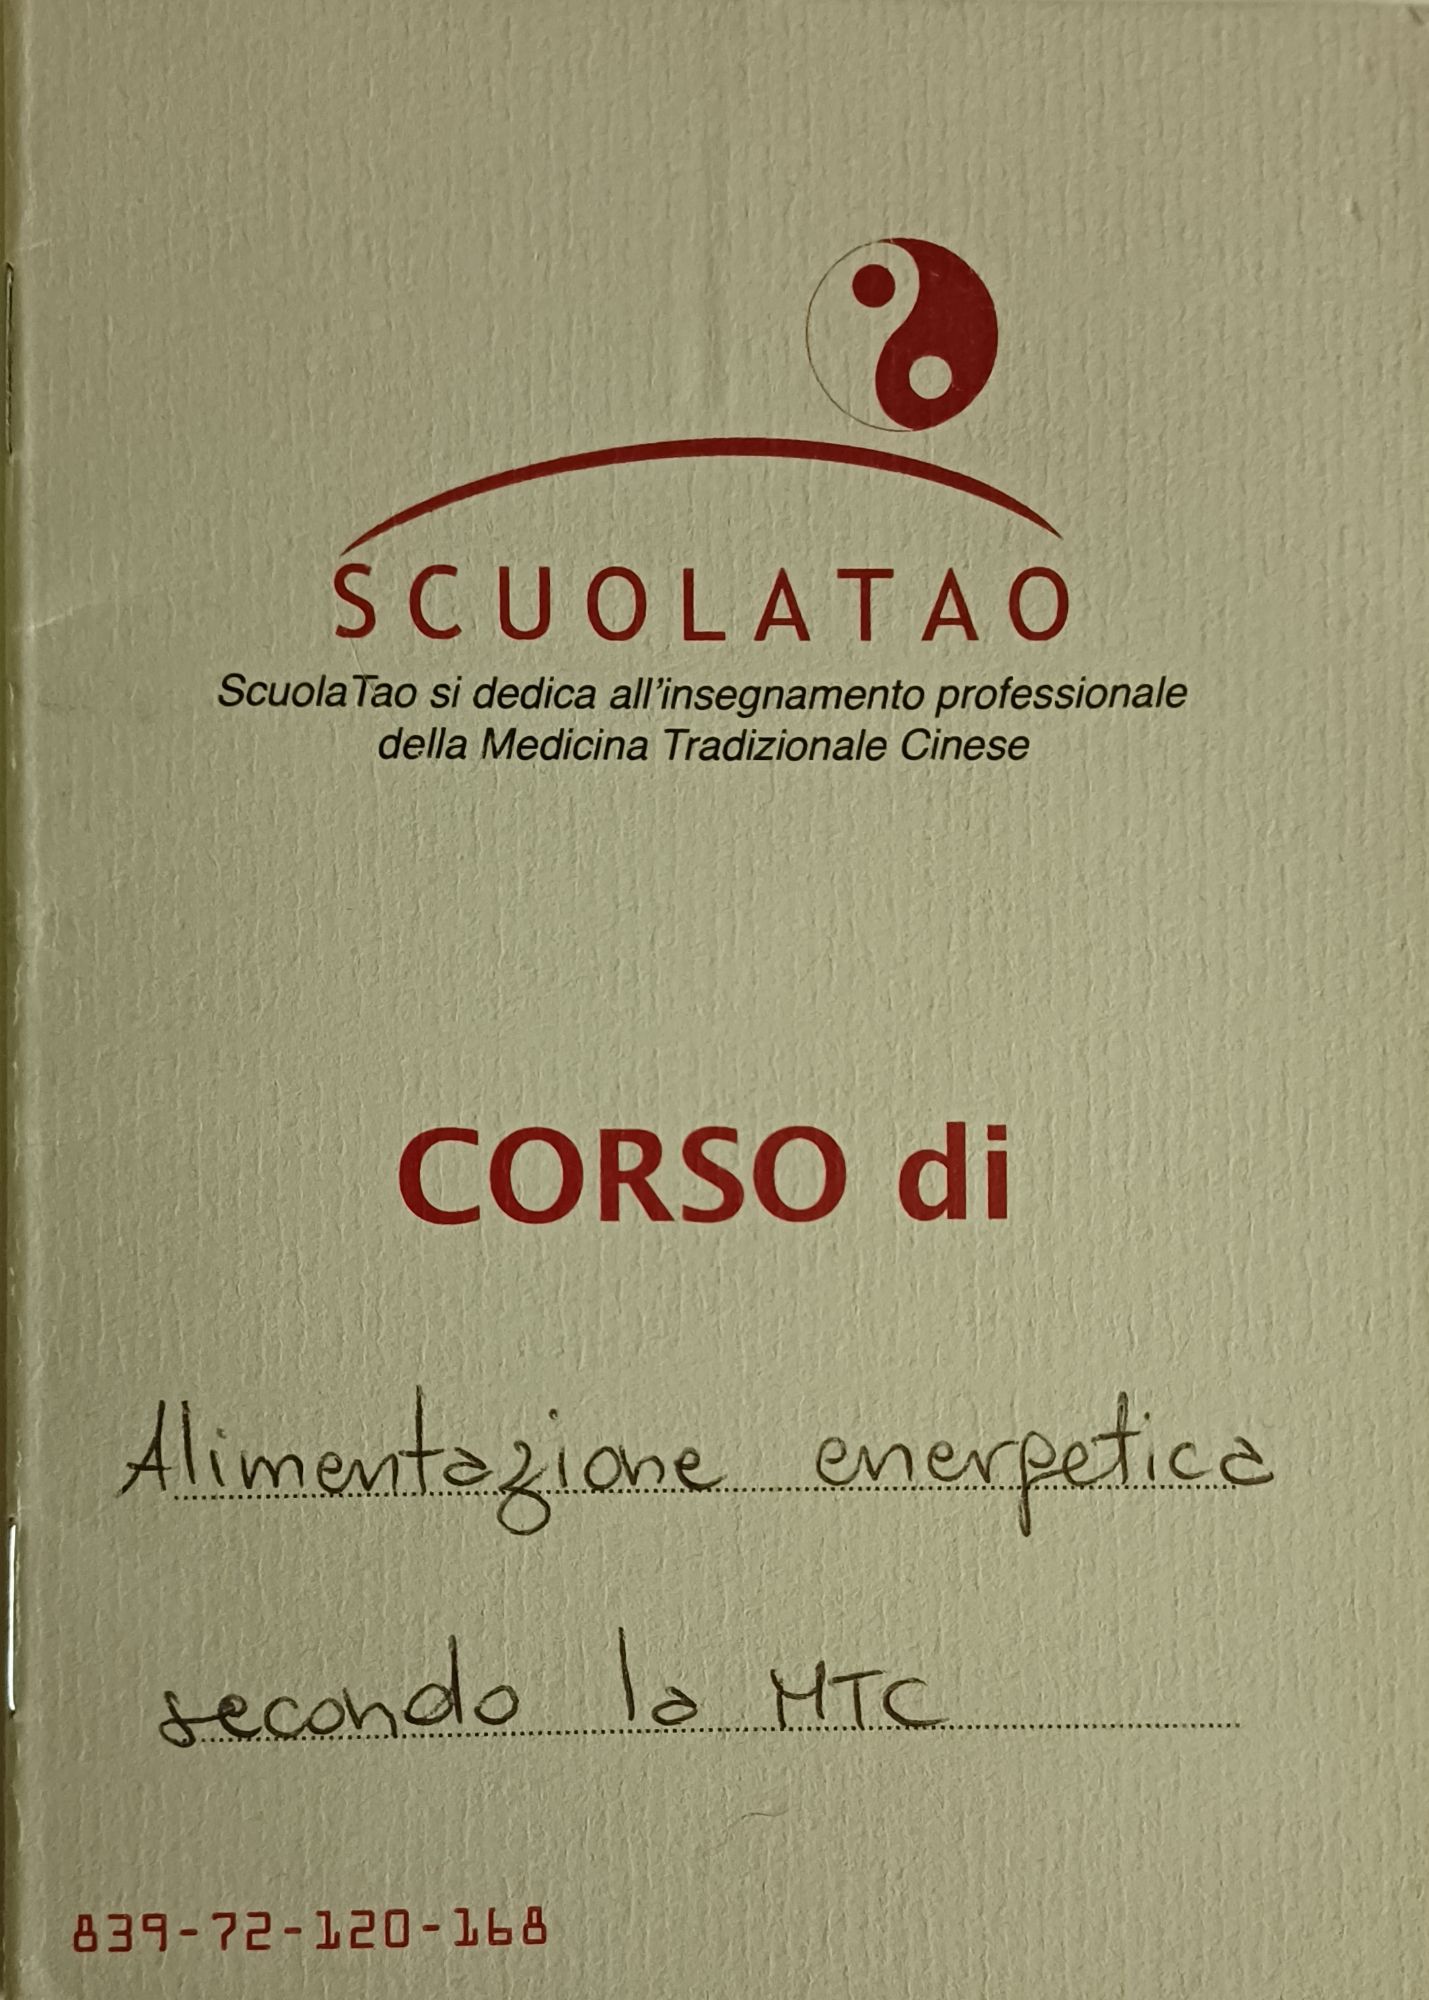 SCUOLATAO
ScuolaTao si dedica all'insegnamento professionale
della Medicina Tradizionale Cinese
CORSO di
Alimentazione energetica
secondo la MTC
839-72-120-168